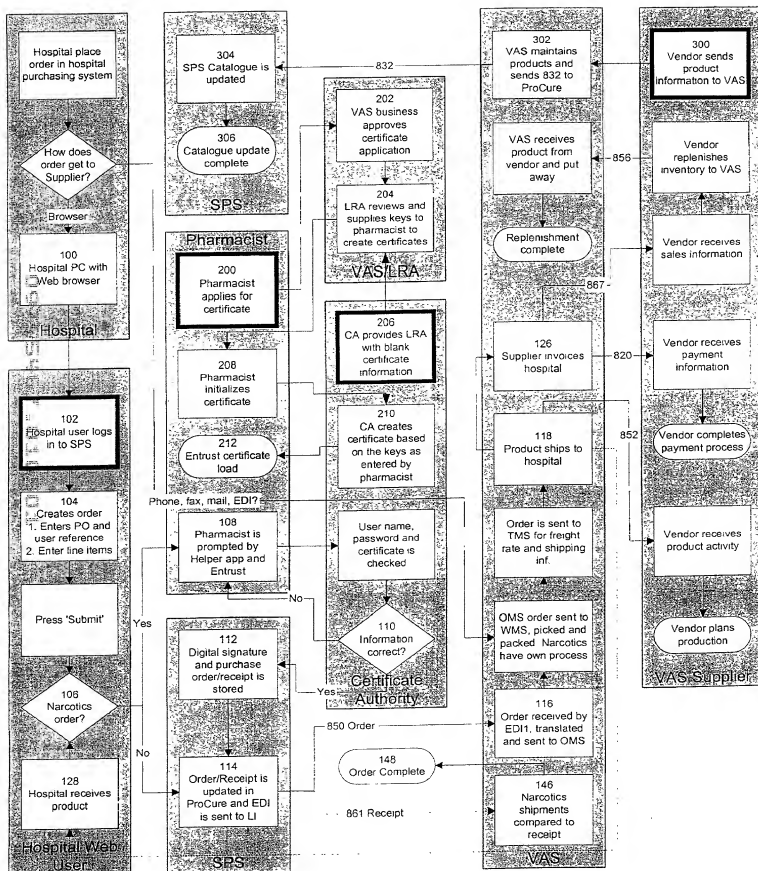 Hospital place
order in hospital
purchasing system
How does
order get to
Supplier?
Browser
100
Hospital PC with
Web browser
Hospital
102
Hospital user logs
in to SPS
104
Creates order
1. Enters PO and
user reference
2. Enter line items
Press 'Submit'
106
Narcotics
order?
Yes
No
128
Hospital receives
product
Hospital Web
User
304
SPS Catalogue is
updated
306
Catalogue update
complete
SPS
Pharmacist
200
Pharmacist
applies for
certificate
208
Pharmacist
initializes
certificate
212
Entrust certificate
load
Phone, fax, mail, EDI?
108
Pharmacist is
prompted by
Helper app and
Entrust
No
112
Digital signature
and purchase
order/receipt is
stored
Yes
114
Order/Receipt is
updated in
ProCure and EDI
is sent to LI
SPS
832
202
VAS business
approves
certificate
application
204
LRA reviews and
supplies keys to
pharmacist to
create certificates
VAS/LRA
206
CA provides LRA
with blank
certificate
information
210
CA creates
certificate based
on the keys as
entered by
pharmacist
User name,
password and
certificate is
checked
110
Information
correct?
Certificate
Authority
850 Order
148
Order Complete
861 Receipt
302
VAS maintains
products and
sends 832 to
ProCure
VAS receives
product from
vendor and put
away
Replenishment
complete
126
Supplier invoices
hospital
118
Product ships to
hospital
Order is sent to
TMS for freight
rate and shipping
inf.
OMS order sent to
WMS, picked and
packed Narcotics
have own process
116
Order received by
EDI1, translated
and sent to OMS
146
Narcotics
shipments
compared to
receipt
VAS
856
867
820
852
300
Vendor sends
product
information to VAS
Vendor
replenishes
inventory to VAS
Vendor receives
sales information
Vendor receives
payment
information
Vendor completes
payment process
Vendor receives
product activity
Vendor plans
production
VAS Supplier